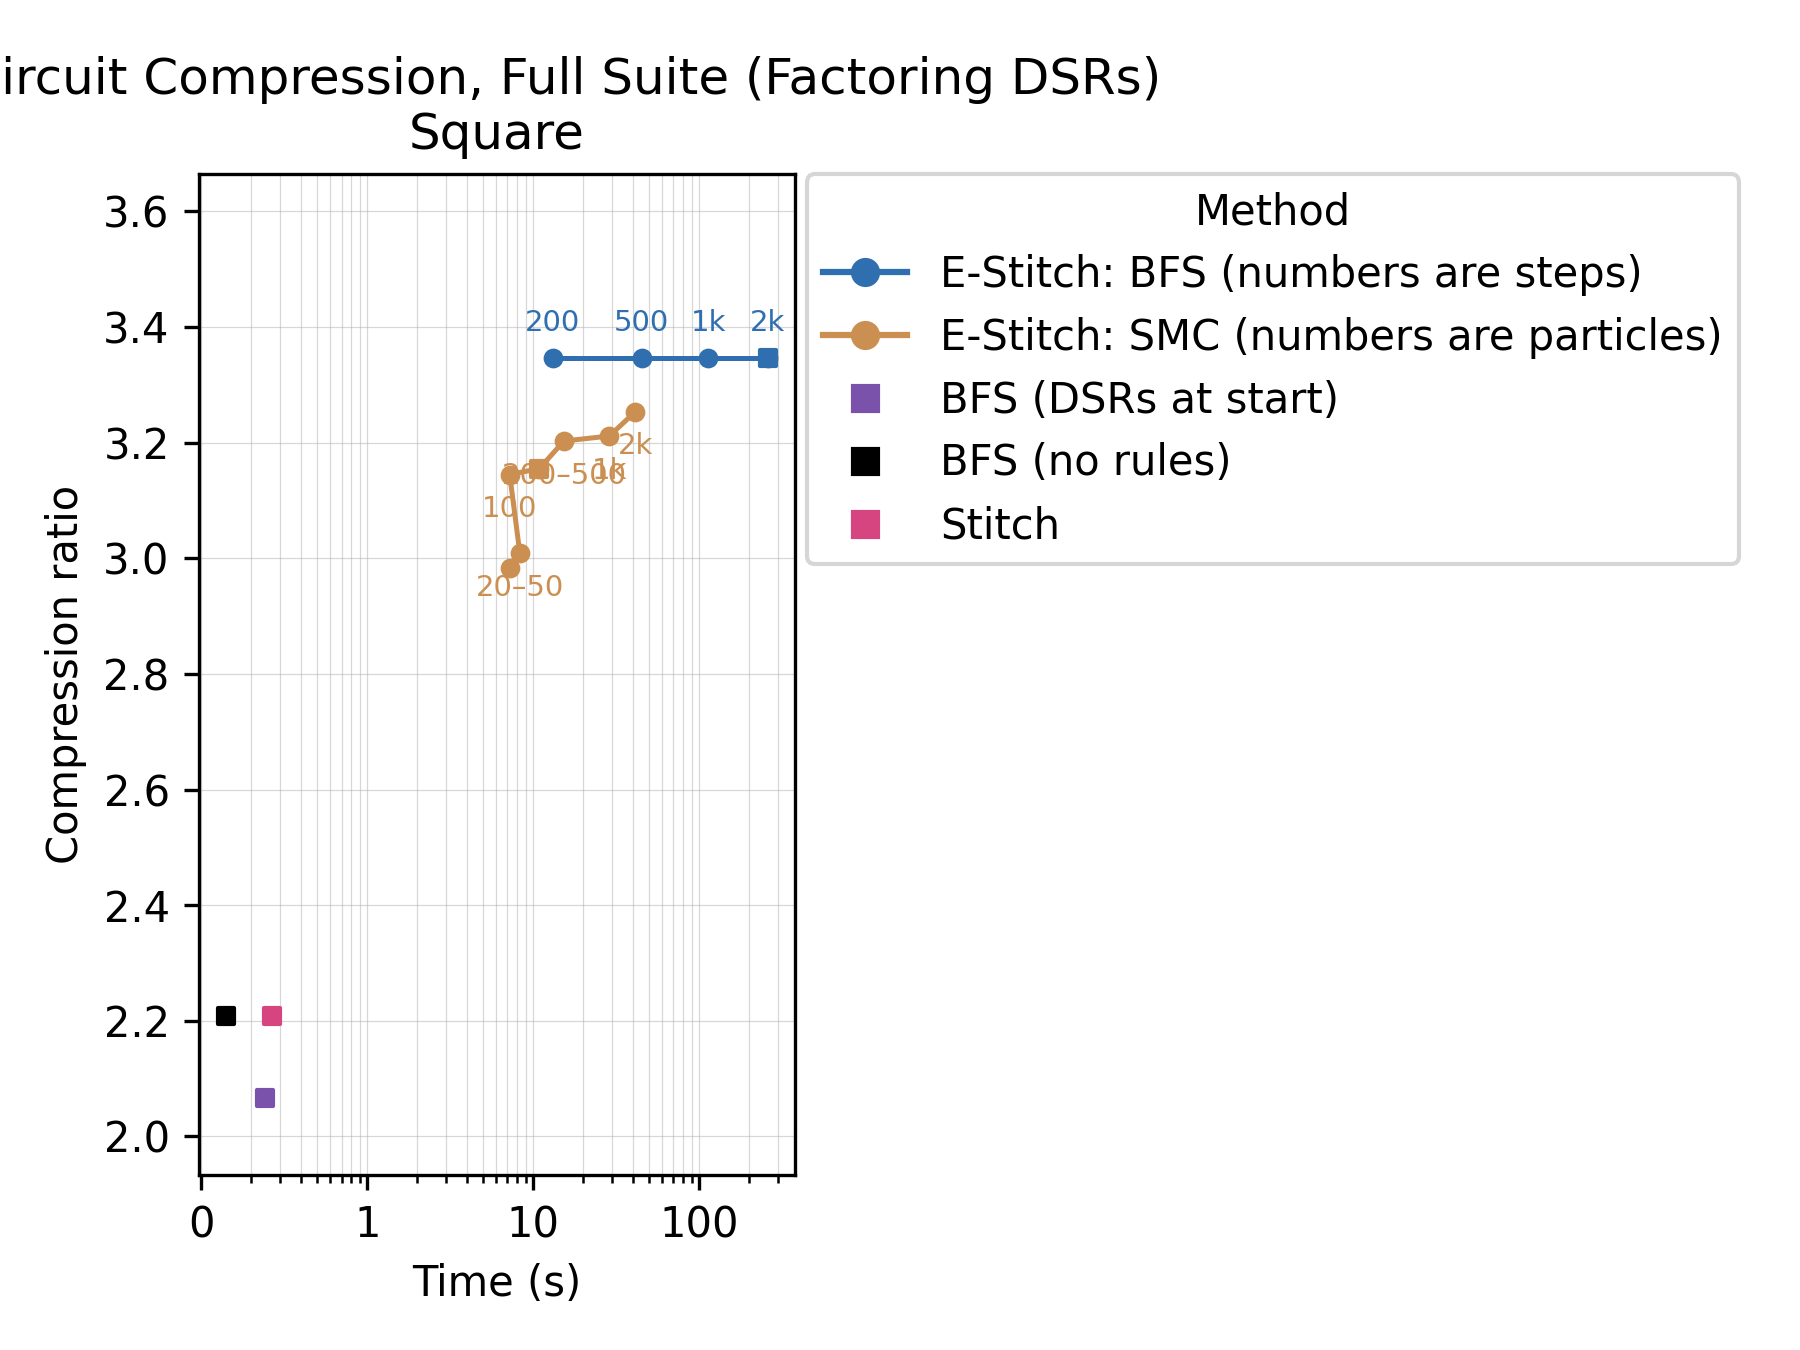 ircuit Compression, Full Suite (Factoring DSRs)
Square
Compression ratio
3.6
3.4
3.2
3.0
2.8
2.6
2.4
2.2
2.0
200 500 1k 2k
2k
200–500
1k
100
20–50
0 1 10 100
Time (s)
Method
E-Stitch: BFS (numbers are steps)
E-Stitch: SMC (numbers are particles)
BFS (DSRs at start)
BFS (no rules)
Stitch